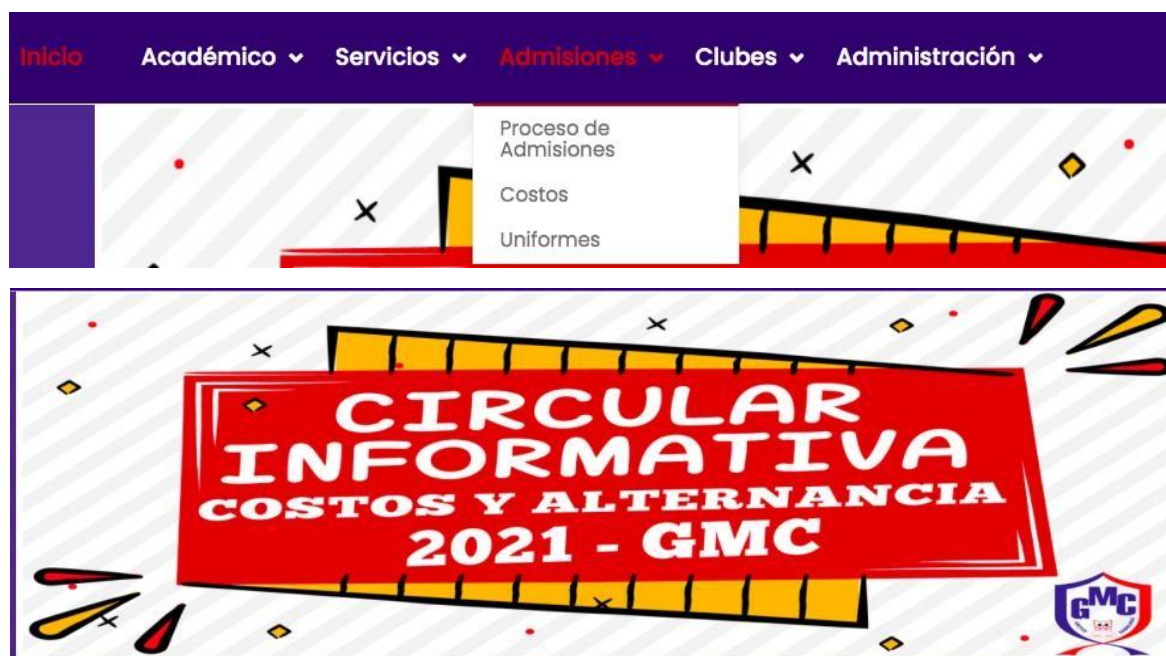 Inicio Académico Servicios Admisiones Clubes Administración
Proceso de
Admisiones
Costos
Uniformes
CIRCULAR
INFORMATIVA
COSTOS Y ALTERNANCIA
2021 - GMC
GMC